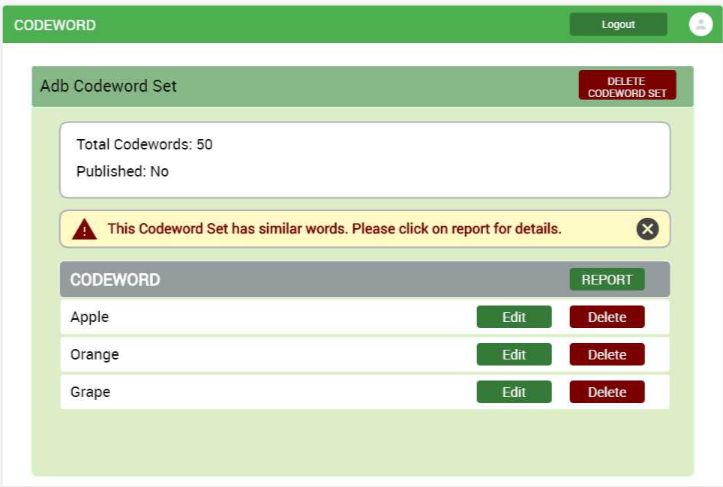 CODEWORD
Logout
Adb Codeword Set
DELETE
CODEWORD SET
Total Codewords: 50
Published: No
This Codeword Set has similar words. Please click on report for details.
CODEWORD
REPORT
Apple
Edit
Delete
Orange
Edit
Delete
Grape
Edit
Delete